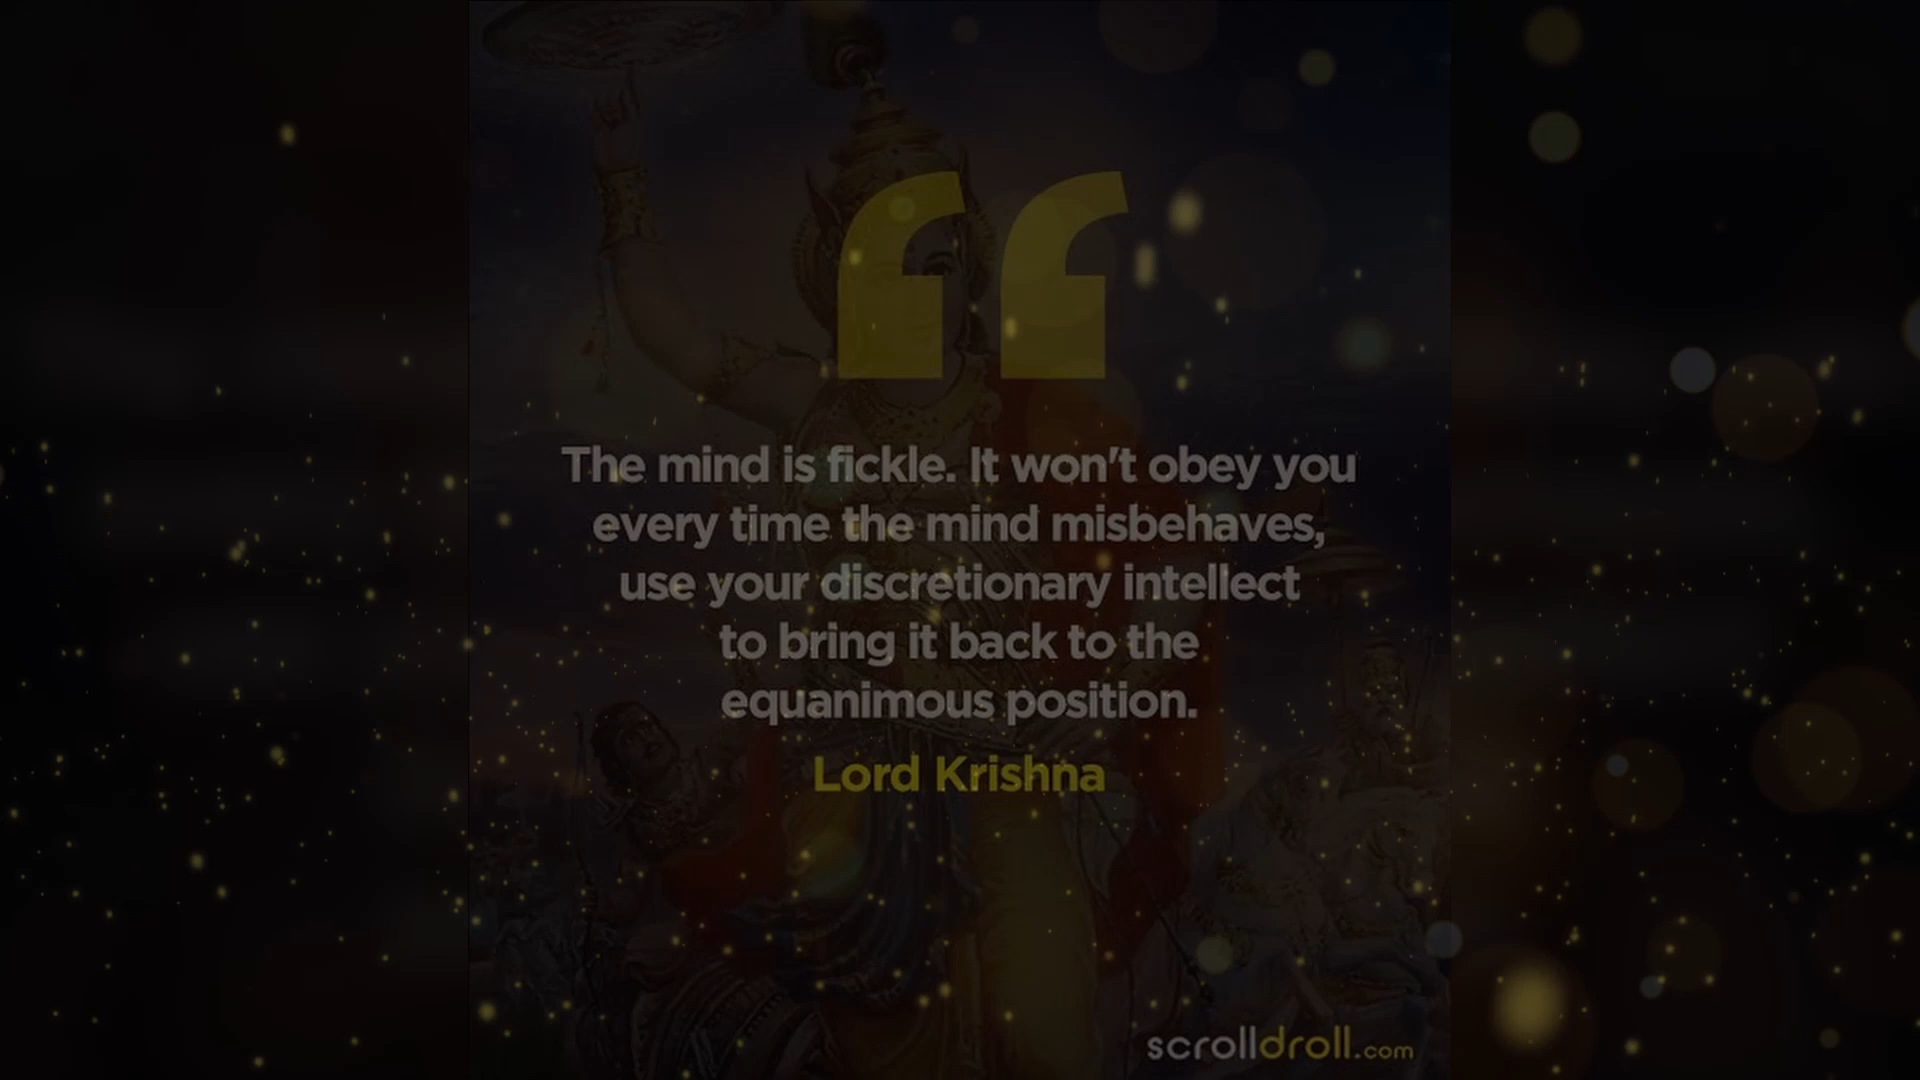 The mind is fickle. It won't obey you
every time the mind misbehaves,
use your discretionary intellect
to bring it back to the
equanimous position.
Lord Krishna
scrolldroll.com